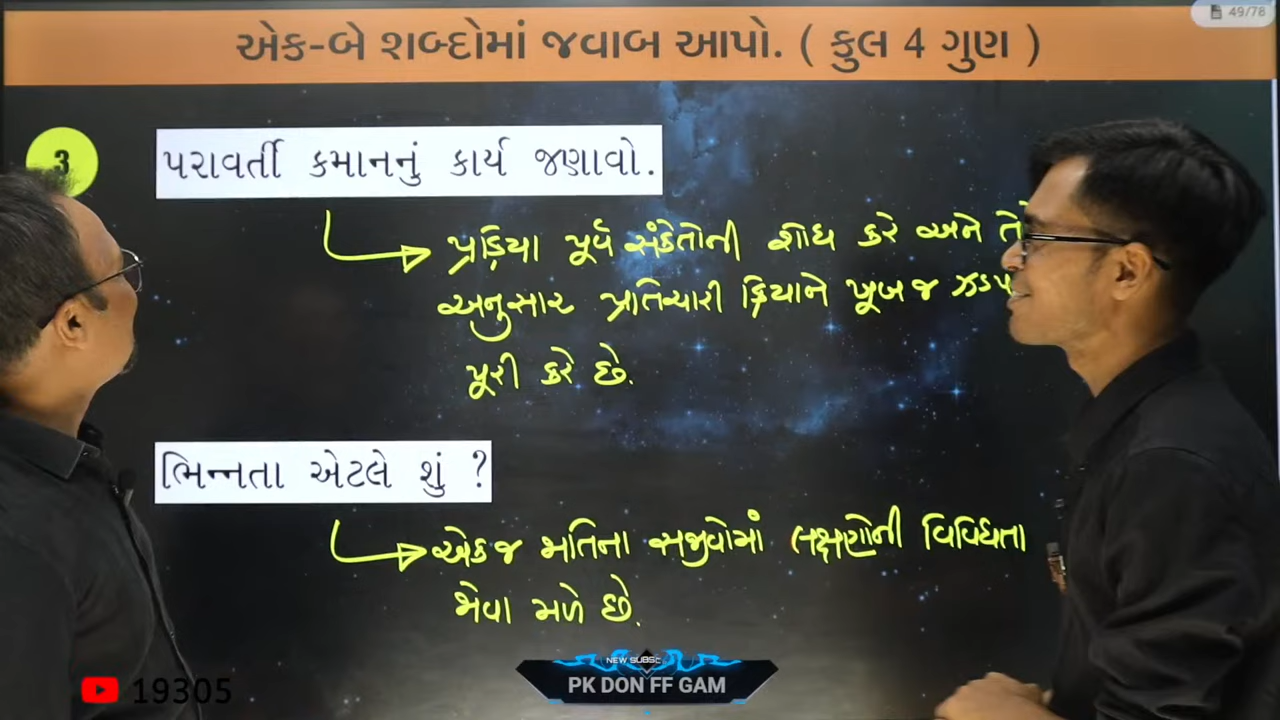 49/78
એક-બે શબ્દોમાં જવાબ આપો. ( કુલ 4 ગુણ )
3
પરાવર્તી કમાનનું કાર્ય જણાવો.
પ્રક્રિયા પૂર્વ સંકેતોની શોધ કરે અને
અનુસાર પ્રતિચારી ક્રિયાને ખૂબ જ
પૂરી કરે છે.
ભિન્નતા એટલે શું ?
એક જ જાતિના સજીવોમાં લક્ષણોની વિવિધતા
જોવા મળે છે.
NEW SUBSC
PK DON FF GAM
19305